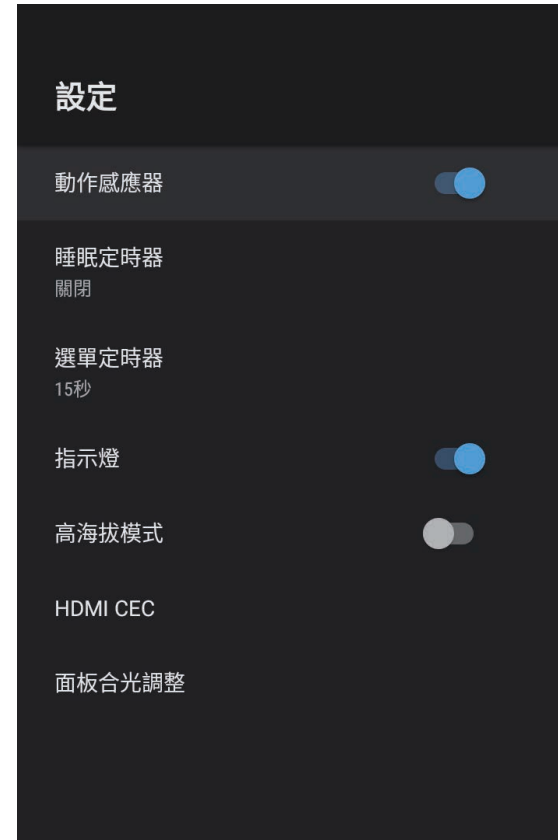 設定
動作感應器
睡眠定時器
關閉
選單定時器
15秒
指示燈
高海拔模式
HDMI CEC
面板合光調整